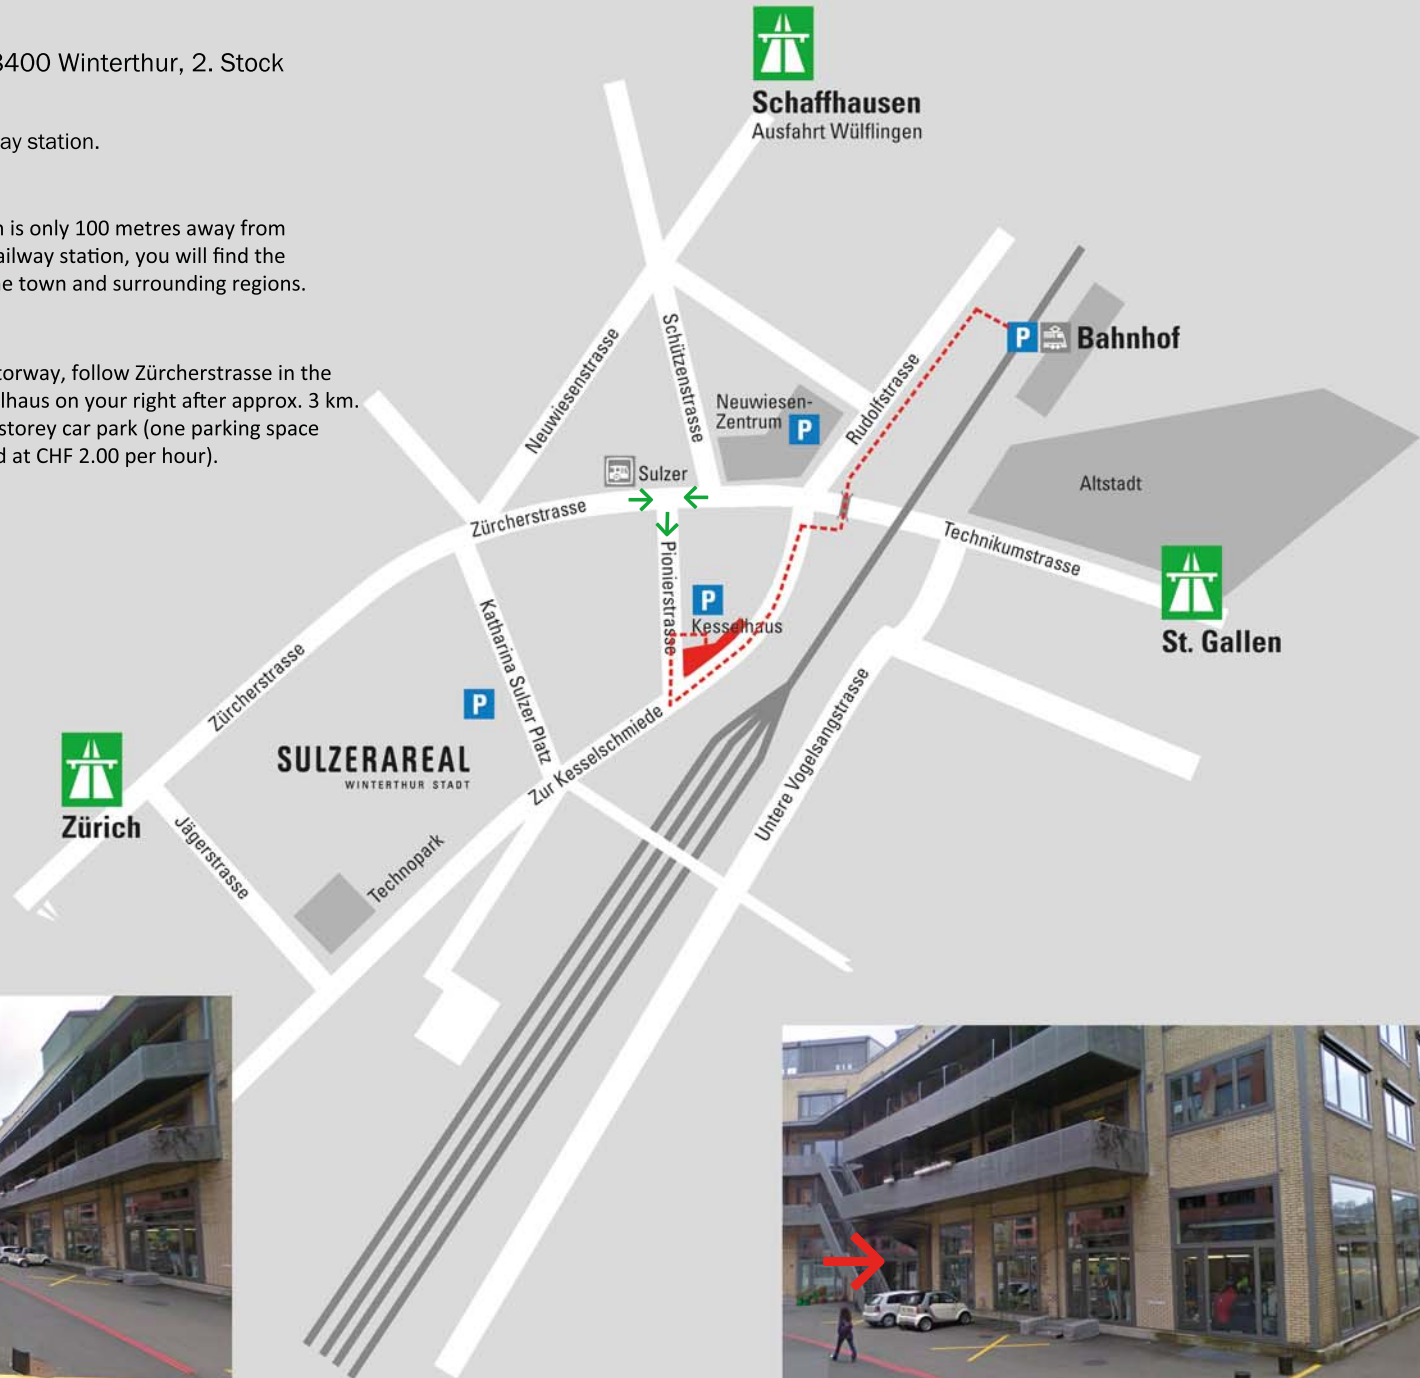 8400 Winterthur, 2. Stock
ay station.
n is only 100 metres away from
ailway station, you will find the
e town and surrounding regions.
torway, follow Zürcherstrasse in the
lhaus on your right after approx. 3 km.
storey car park (one parking space
d at CHF 2.00 per hour).
Schaffhausen
Ausfahrt Wülflingen
P
Bahnhof
Neuwiesenstrasse
Schützenstrasse
Neuwiesen-
Zentrum P
Rudolfstrasse
Sulzer
Altstadt
Zürcherstrasse
Technikumstrasse
Pionierstrasse
P
Kesselhaus
St. Gallen
Katharina Sulzer Platz
Zürcherstrasse
P
SULZERAREAL
WINTERTHUR STADT
Zur Kesselschmiede
Untere Vogelsangstrasse
Zürich
Jägerstrasse
Technopark